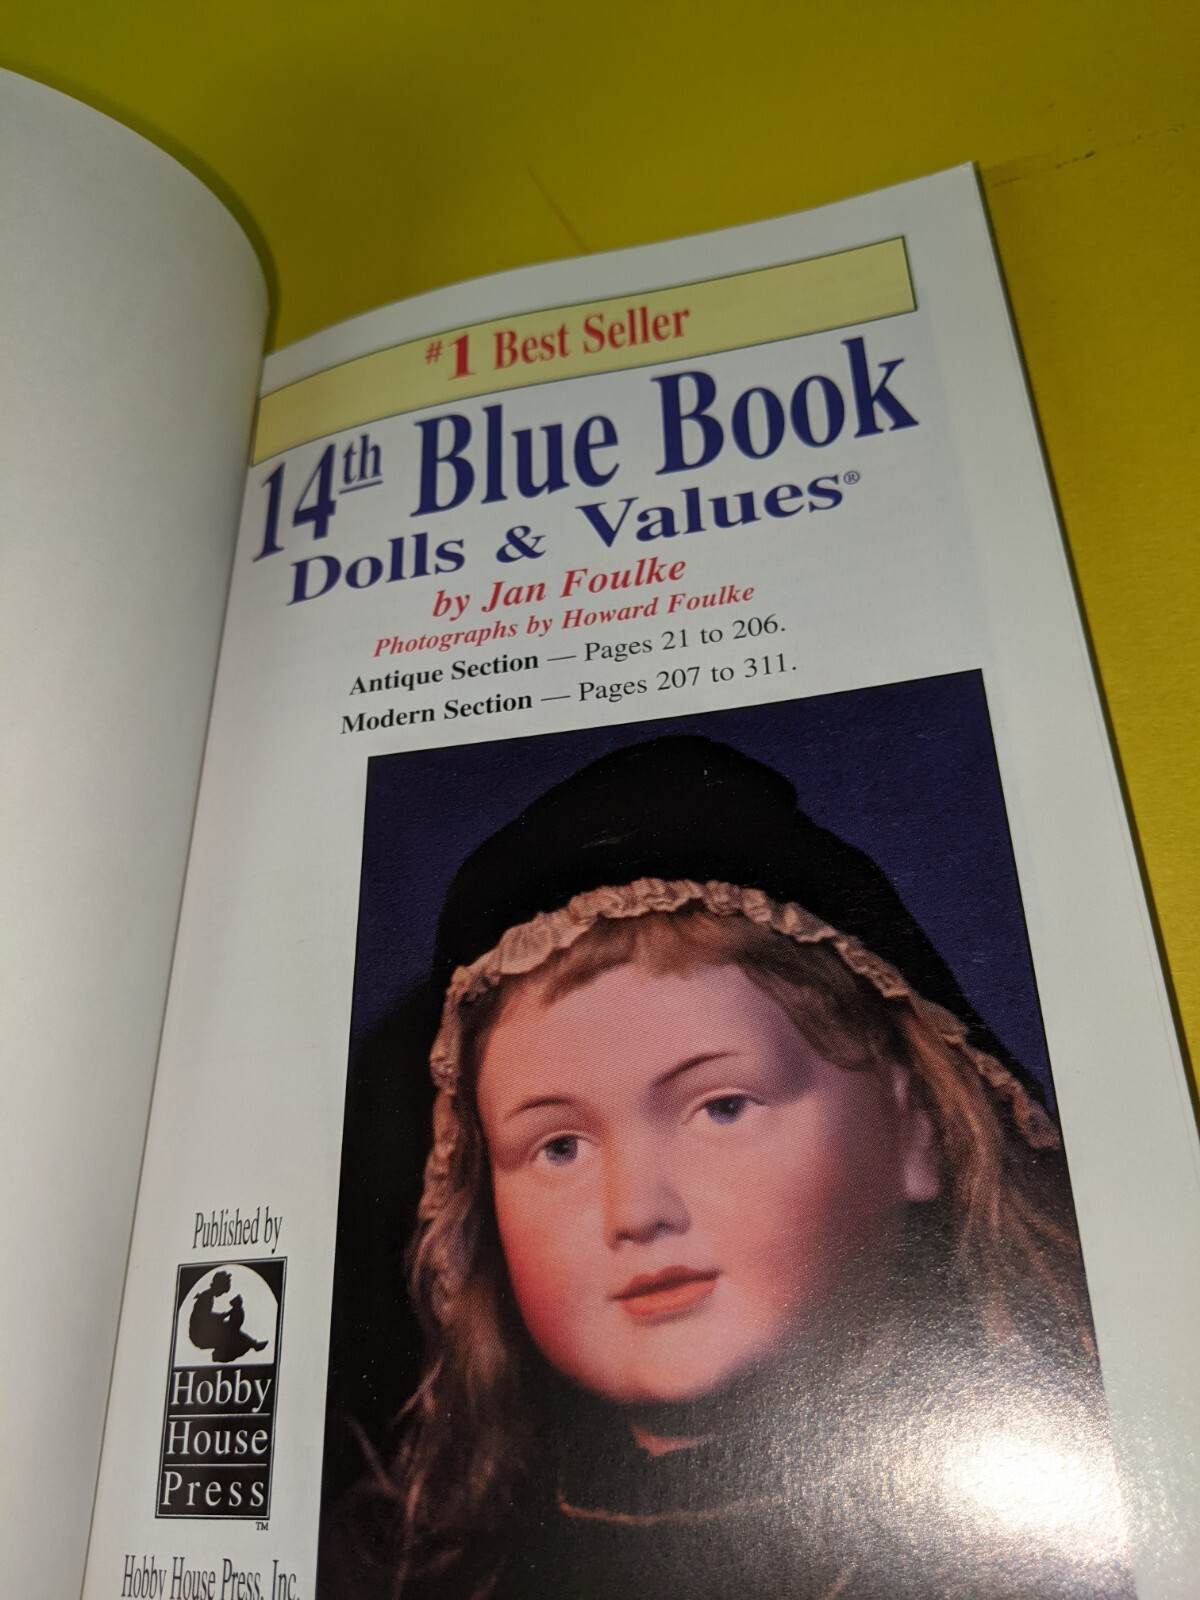 #1 Best Seller
14th Blue Book
Dolls & Values®
by Jan Foulke
Photographs by Howard Foulke
Antique Section — Pages 21 to 206.
Modern Section — Pages 207 to 311.
Published by
Hobby
House
Press
TM
Hobby House Press, Inc.